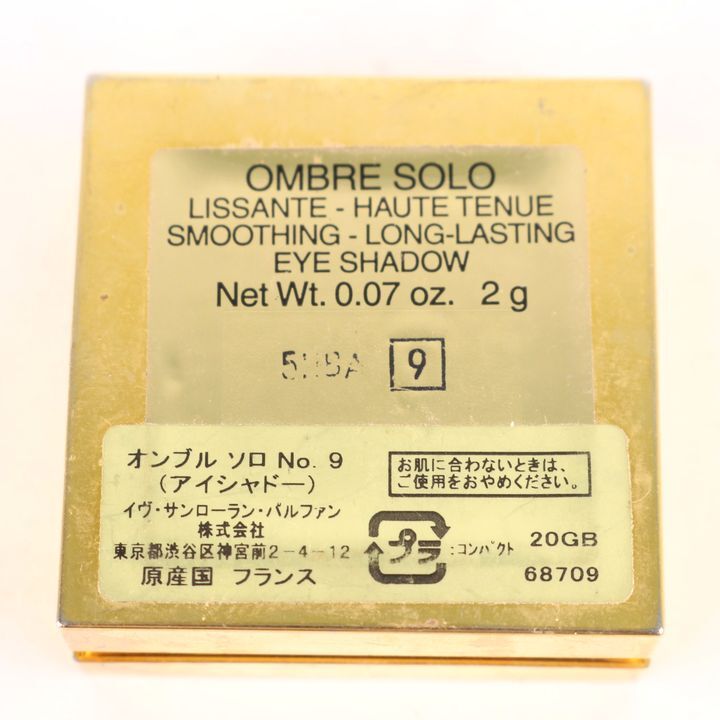 OMBRE SOLO
LISSANTE - HAUTE TENUE
SMOOTHING - LONG-LASTING
EYE SHADOW
Net Wt. 0.07 oz. 2 g
9
オンブル ソロ No. 9
(アイシャドー)
イヴ・サンローラン・パルファン
株式会社
東京都渋谷区神宮前2-4-12
原産国 フランス
お肌に合わないときは、
ご使用をおやめください。
プラ :コンパクト
20GB
68709